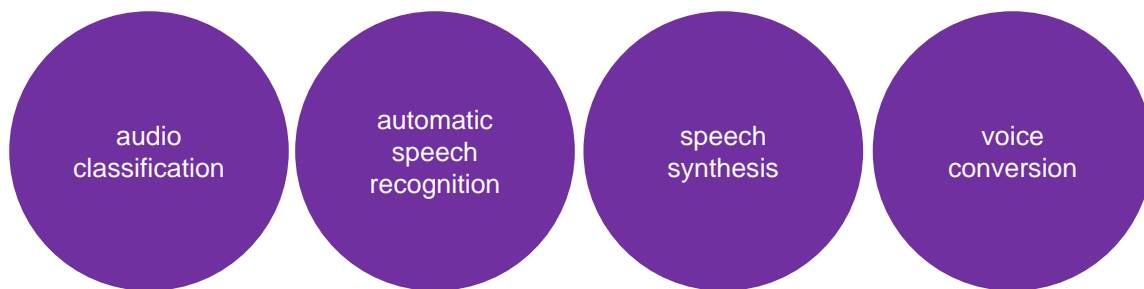 audio
classification
automatic
speech
recognition
speech
synthesis
voice
conversion